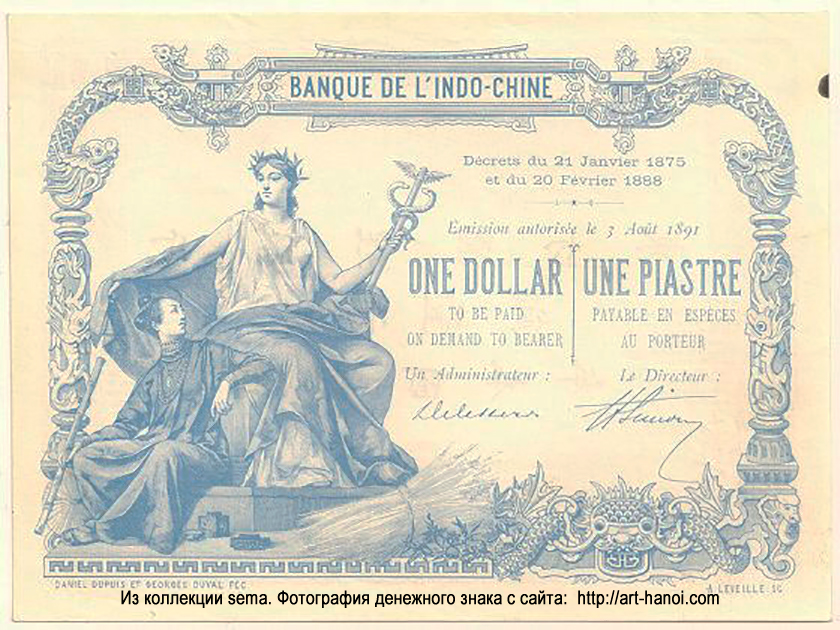 BANQUE DE L'INDO-CHINE
Décrets du 21 Janvier 1875
et du 20 Février 1888
Émission autorisée le 3 Août 1891
ONE DOLLAR
TO BE PAID
ON DEMAND TO BEARER
UNE PIASTRE
PAYABLE EN ESPÈCES
AU PORTEUR
Un Administrateur :
Le Directeur :
DANIEL DUPUIS ET GEORGES DUVAL FEC
A. LEVEILLE SC
Из коллекции sema. Фотография денежного знака с сайта: http://art-hanoi.com